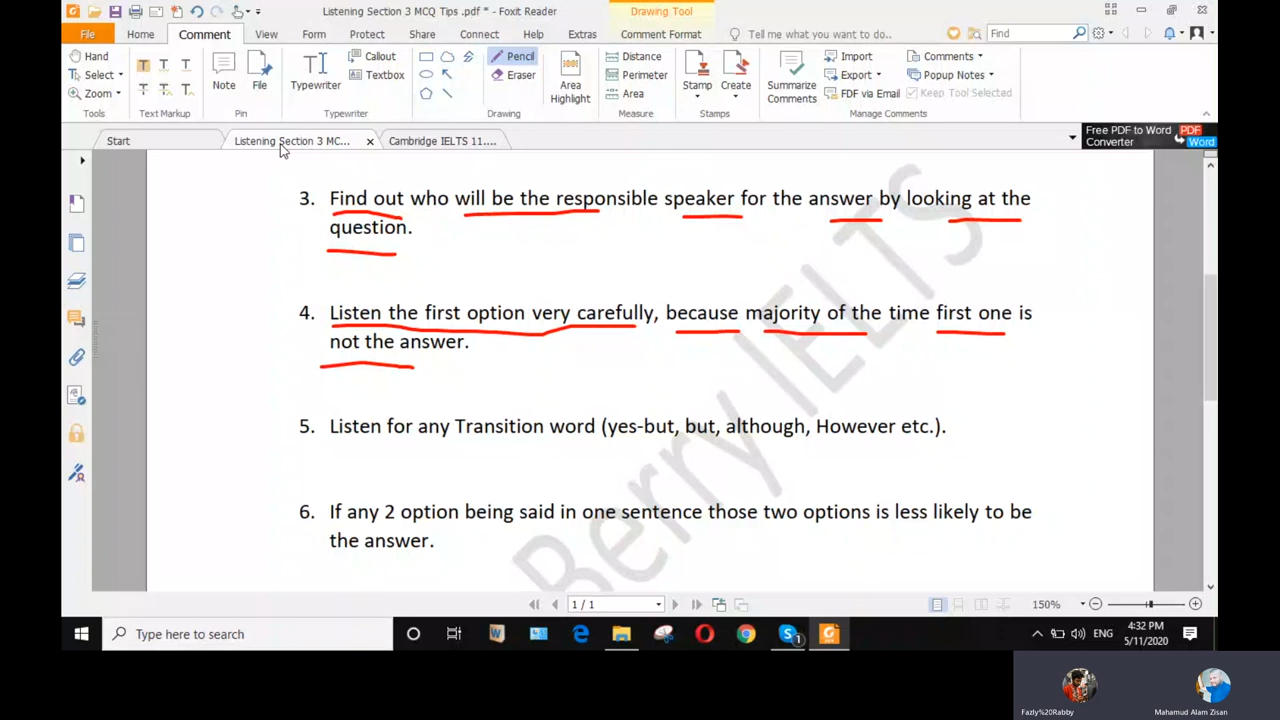 Listening Section 3 MCQ Tips .pdf * - Foxit Reader
Drawing Tool
File Home Comment View Form Protect Share Connect Help Extras Comment Format Tell me what you want to do.. Find
Hand
Select
Zoom
Tools
Text Markup
Note
File
Pin
Typewriter
Callout
Textbox
Typewriter
Pencil
Eraser
Drawing
Area
Highlight
Distance
Perimeter
Area
Measure
Stamp
Create
Stamps
Summarize
Comments
Import
Export
FDF via Email
Comments
Popup Notes
Keep Tool Selected
Manage Comments
Start
Listening Section 3 MC...
Cambridge IELTS 11....
Free PDF to Word
Converter
PDF
Word
3. Find out who will be the responsible speaker for the answer by looking at the
question.
4. Listen the first option very carefully, because majority of the time first one is
not the answer.
5. Listen for any Transition word (yes-but, but, although, However etc.).
6. If any 2 option being said in one sentence those two options is less likely to be
the answer.
Berry IELTS
1 / 1
150%
Type here to search
ENG
4:32 PM
5/11/2020
Fazly%20Rabby
Mahamud Alam Zisan